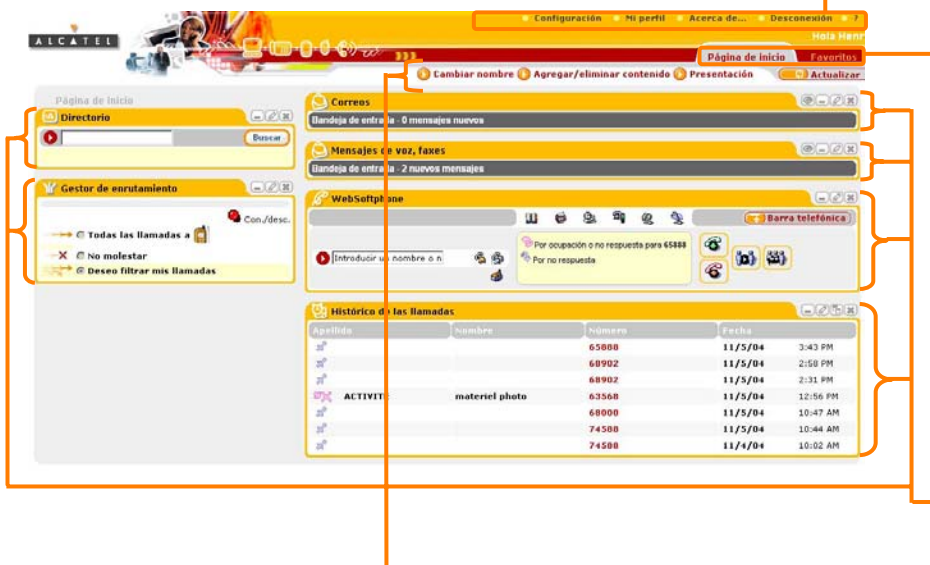 Configuración Mi perfil Acerca de... Desconexión ?
ALCATEL
Hola Henr
Página de inicio Favoritos
Cambiar nombre Agregar/eliminar contenido Presentación Actualizar
Página de inicio
Directorio
Buscar
Gestor de enrutamiento
Con./desc.
Todas las llamadas a
No molestar
Deseo filtrar mis llamadas
Correos
Bandeja de entrada - 0 mensajes nuevos
Mensajes de voz, faxes
Bandeja de entrada - 2 nuevos mensajes
WebSoftphone
Barra telefónica
Introducir un nombre o n
Por ocupación o no respuesta para 65888
Por no respuesta
Histórico de las llamadas
Apellido Nombre Número Fecha
65888 11/5/04 3:43 PM
68902 11/5/04 2:58 PM
68902 11/5/04 2:31 PM
ACTIVIT materiel photo 63568 11/5/04 12:56 PM
68000 11/5/04 10:47 AM
74588 11/5/04 10:44 AM
74588 11/4/04 10:02 AM